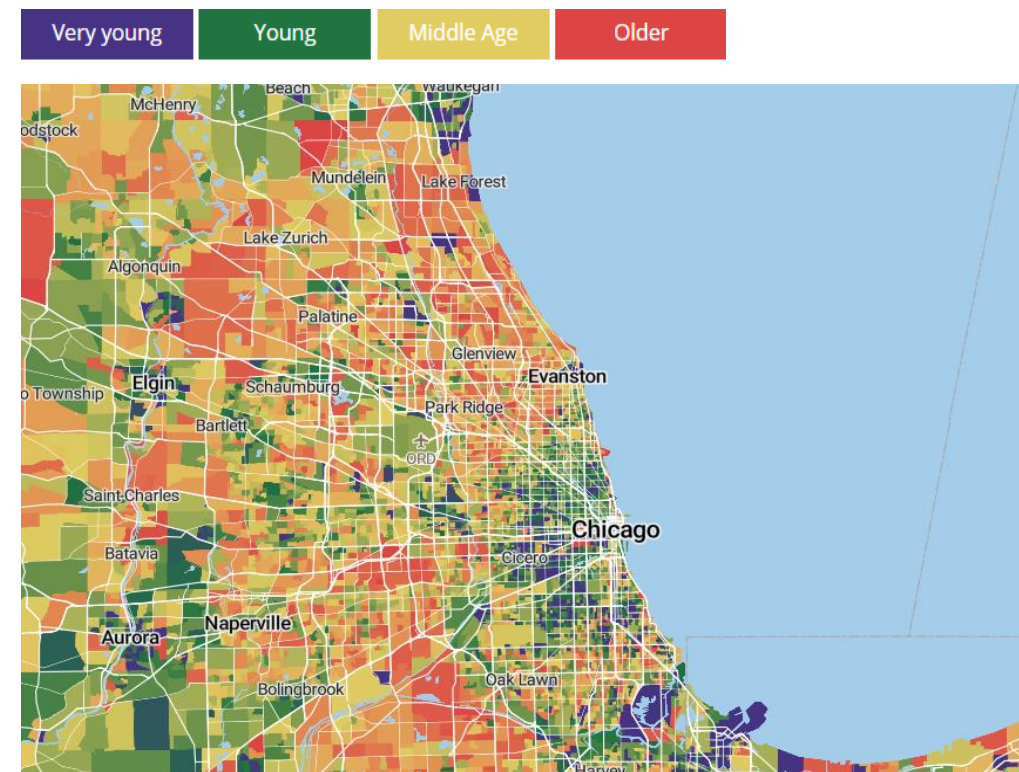 Very young
Young
Middle Age
Older
Beach
Waukegan
McHenry
odstock
Mundelein
Lake Forest
Lake Zurich
Algonquin
Palatine
Glenview
Evanston
Elgin
Schaumburg
o Township
Park Ridge
Bartlett
ORD
Saint Charles
Chicago
Batavia
Cicero
Naperville
Aurora
Oak Lawn
Bolingbrook
Harvey